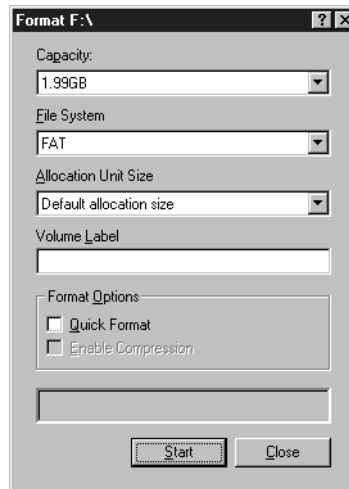 Format F:\
Capacity:
1.99GB
File System
FAT
Allocation Unit Size
Default allocation size
Volume Label
Format Options
Quick Format
Enable Compression
Start
Close